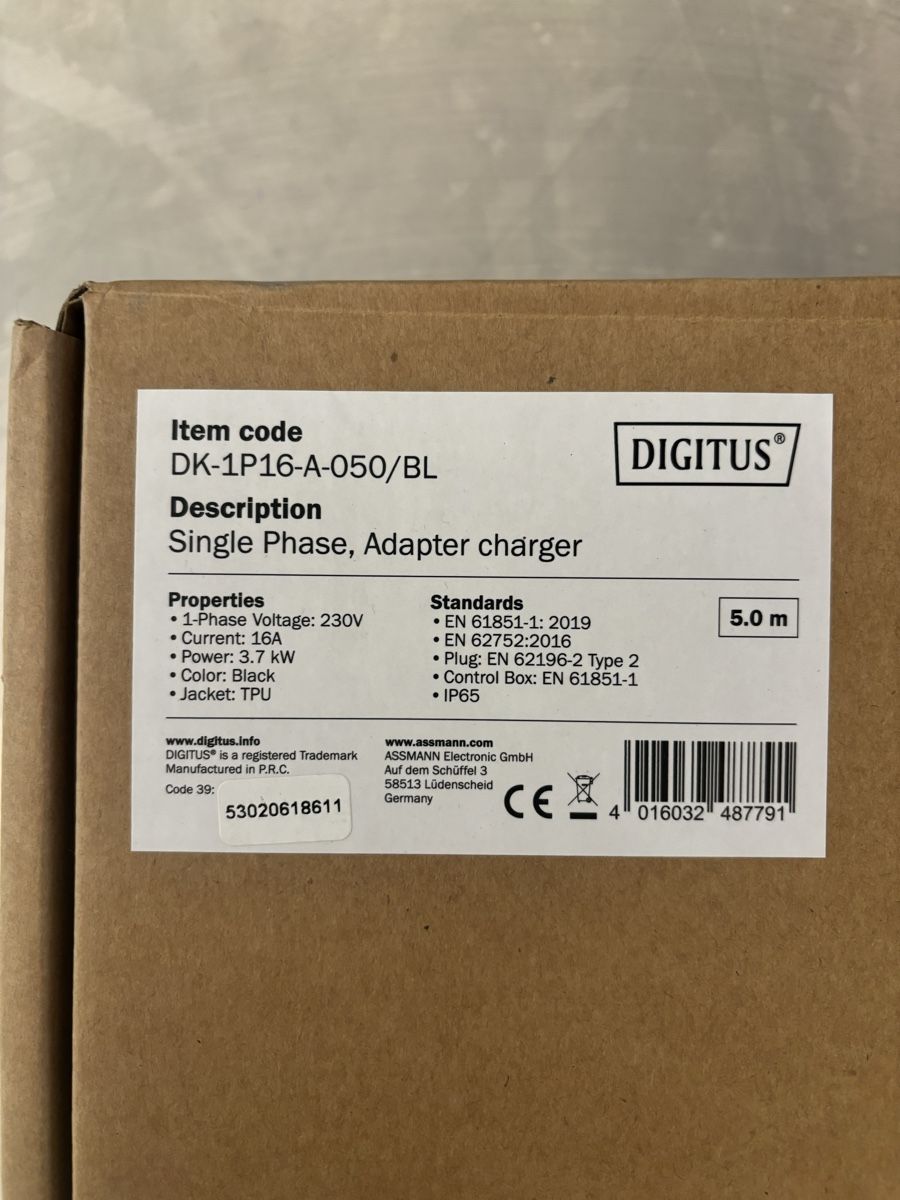 Item code
DK-1P16-A-050/BL
DIGITUS®
Description
Single Phase, Adapter charger
Properties
• 1-Phase Voltage: 230V
• Current: 16A
• Power: 3.7 kW
• Color: Black
• Jacket: TPU
Standards
• EN 61851-1: 2019
• EN 62752:2016
• Plug: EN 62196-2 Type 2
• Control Box: EN 61851-1
• IP65
5.0 m
www.digitus.info
DIGITUS® is a registered Trademark
Manufactured in P.R.C.
Code 39:
53020618611
www.assmann.com
ASSMANN Electronic GmbH
Auf dem Schüffel 3
58513 Lüdenscheid
Germany
CE
4 016032 487791